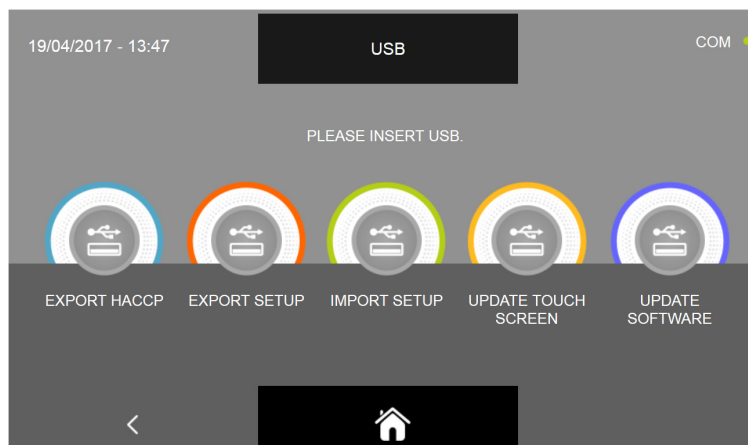 19/04/2017 - 13:47
USB
COM
PLEASE INSERT USB.
EXPORT HACCP
EXPORT SETUP
IMPORT SETUP
UPDATE TOUCH
SCREEN
UPDATE
SOFTWARE